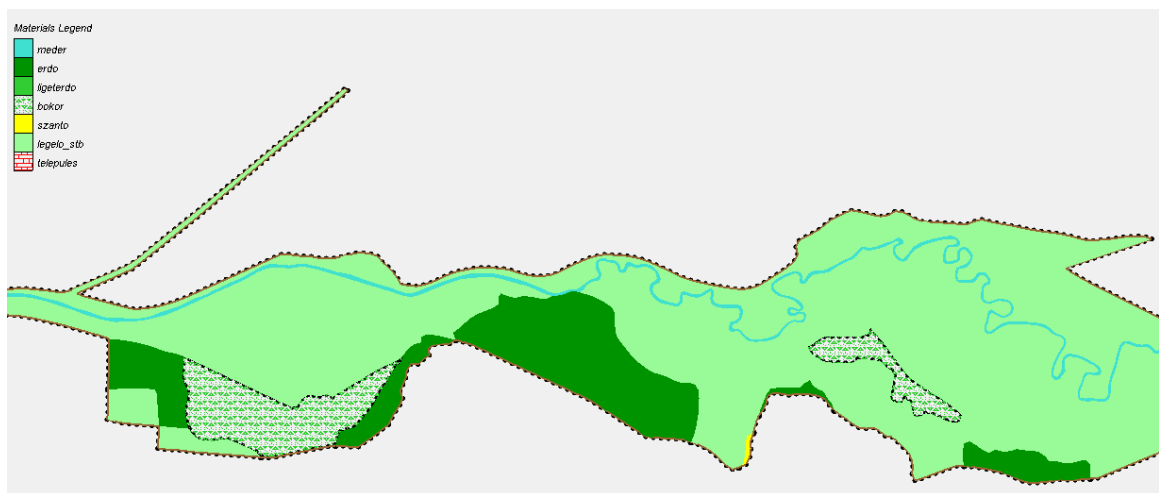 Materials Legend
meder
erdo
ligeterdo
bokor
szanto
legelo_stb
telepules